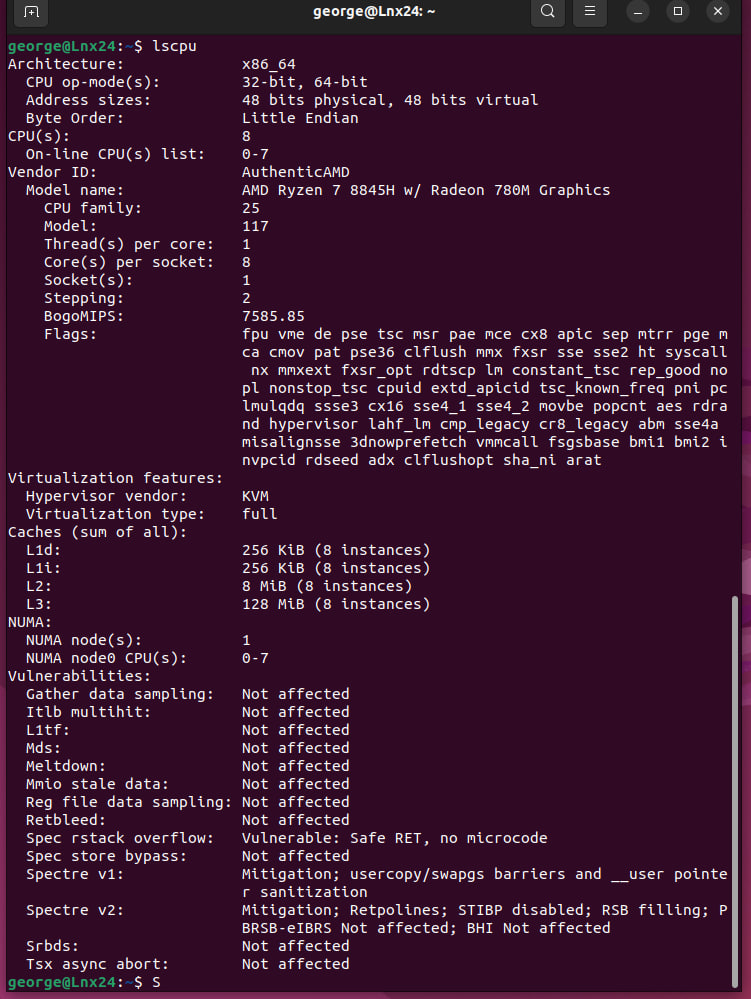 george@Lnx24: ~
george@Lnx24:~$ lscpu
Architecture: x86_64
CPU op-mode(s): 32-bit, 64-bit
Address sizes: 48 bits physical, 48 bits virtual
Byte Order: Little Endian
CPU(s): 8
On-line CPU(s) list: 0-7
Vendor ID: AuthenticAMD
Model name: AMD Ryzen 7 8845H w/ Radeon 780M Graphics
CPU family: 25
Model: 117
Thread(s) per core: 1
Core(s) per socket: 8
Socket(s): 1
Stepping: 2
BogoMIPS: 7585.85
Flags: fpu vme de pse tsc msr pae mce cx8 apic sep mtrr pge m
ca cmov pat pse36 clflush mmx fxsr sse sse2 ht syscall
nx mmxext fxsr_opt rdtscp lm constant_tsc rep_good no
pl nonstop_tsc cpuid extd_apicid tsc_known_freq pni pc
lmulqdq ssse3 cx16 sse4_1 sse4_2 movbe popcnt aes rdra
nd hypervisor lahf_lm cmp_legacy cr8_legacy abm sse4a
misalignsse 3dnowprefetch vmmcall fsgsbase bmi1 bmi2 i
nvpcid rdseed adx clflushopt sha_ni arat
Virtualization features:
Hypervisor vendor: KVM
Virtualization type: full
Caches (sum of all):
L1d: 256 KiB (8 instances)
L1i: 256 KiB (8 instances)
L2: 8 MiB (8 instances)
L3: 128 MiB (8 instances)
NUMA:
NUMA node(s): 1
NUMA node0 CPU(s): 0-7
Vulnerabilities:
Gather data sampling: Not affected
Itlb multihit: Not affected
L1tf: Not affected
Mds: Not affected
Meltdown: Not affected
Mmio stale data: Not affected
Reg file data sampling: Not affected
Retbleed: Not affected
Spec rstack overflow: Vulnerable: Safe RET, no microcode
Spec store bypass: Not affected
Spectre v1: Mitigation; usercopy/swapgs barriers and __user pointe
r sanitization
Spectre v2: Mitigation; Retpolines; STIBP disabled; RSB filling; P
BRSB-eIBRS Not affected; BHI Not affected
Srbds: Not affected
Tsx async abort: Not affected
george@Lnx24:~$ S